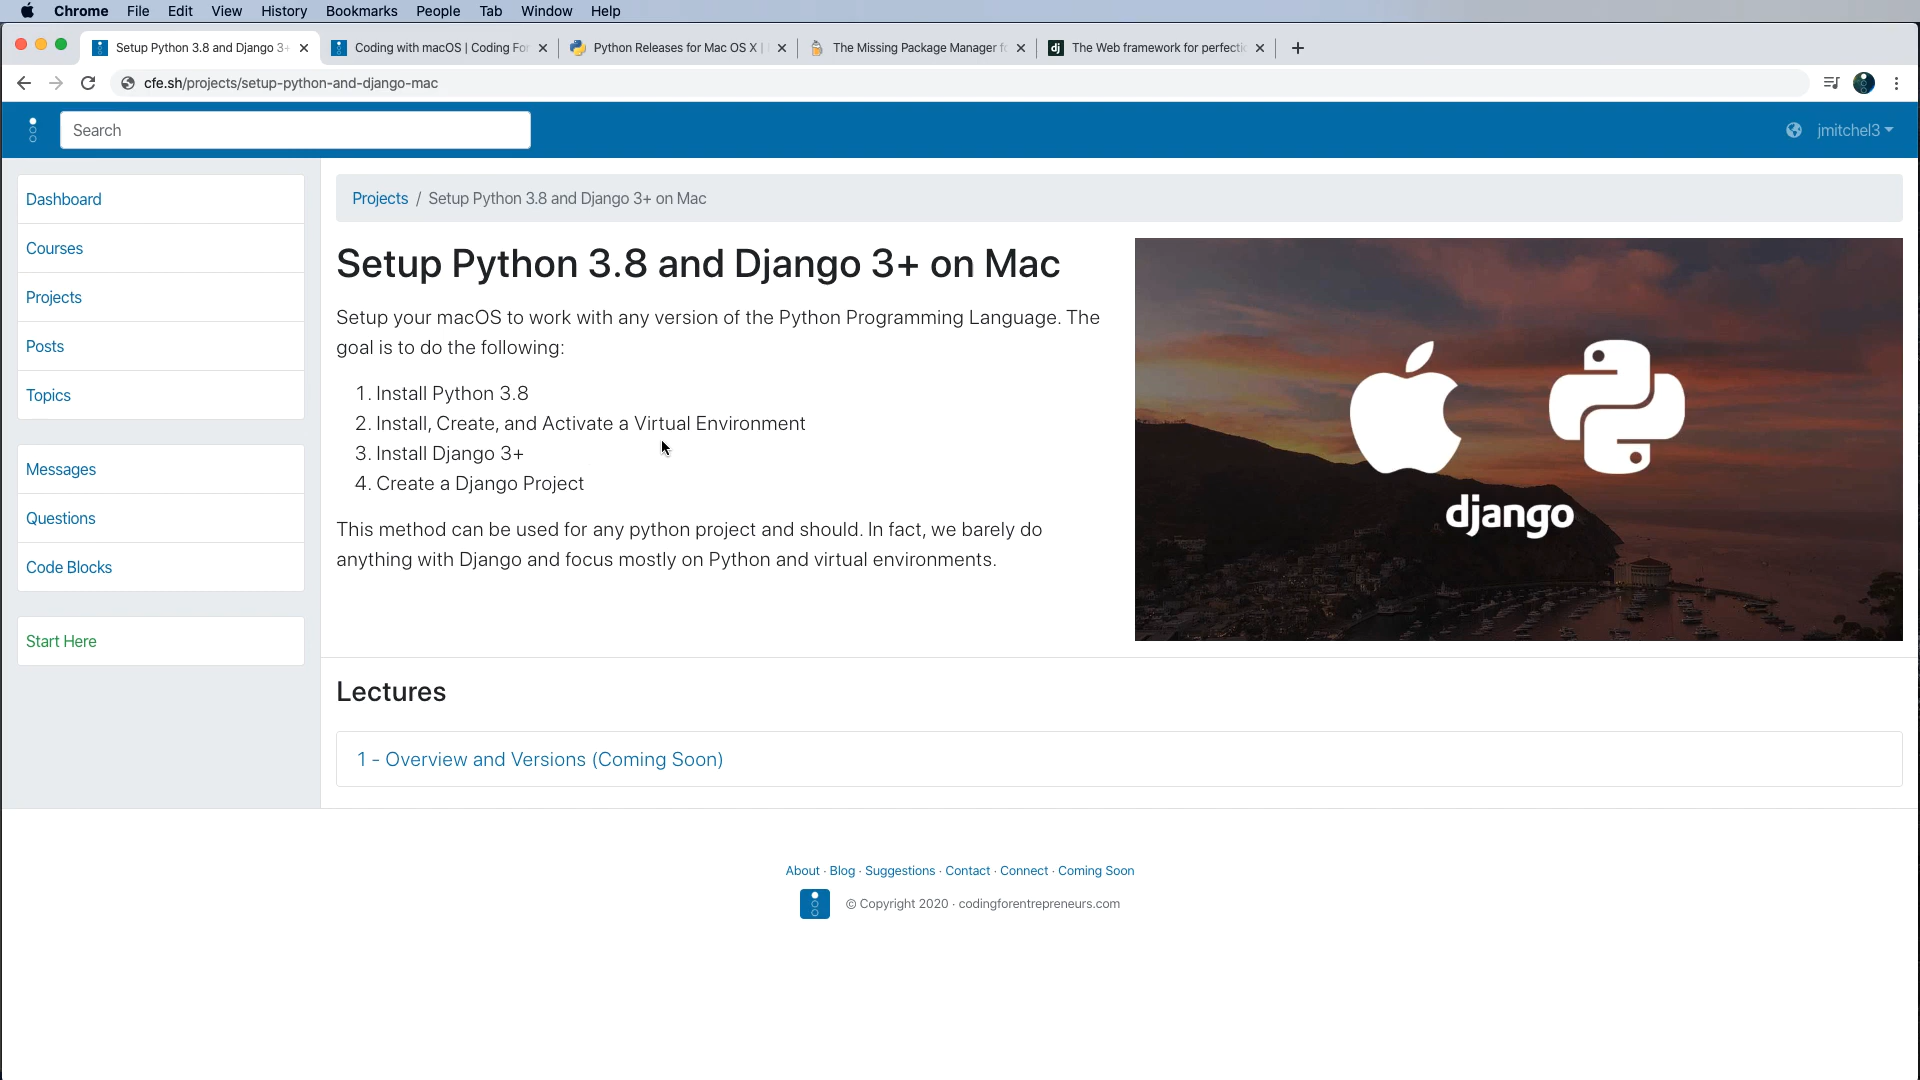 Chrome File Edit View History Bookmarks People Tab Window Help
Setup Python 3.8 and Django 3+
Coding with macOS | Coding For
Python Releases for Mac OS X |
The Missing Package Manager f
The Web framework for perfecti
cfe.sh/projects/setup-python-and-django-mac
Search
jmitchel3
Dashboard
Courses
Projects
Posts
Topics
Messages
Questions
Code Blocks
Start Here
Projects / Setup Python 3.8 and Django 3+ on Mac
Setup Python 3.8 and Django 3+ on Mac
Setup your macOS to work with any version of the Python Programming Language. The
goal is to do the following:
1. Install Python 3.8
2. Install, Create, and Activate a Virtual Environment
3. Install Django 3+
4. Create a Django Project
This method can be used for any python project and should. In fact, we barely do
anything with Django and focus mostly on Python and virtual environments.
django
Lectures
1 - Overview and Versions (Coming Soon)
About · Blog · Suggestions · Contact · Connect · Coming Soon
© Copyright 2020 · codingforentrepreneurs.com